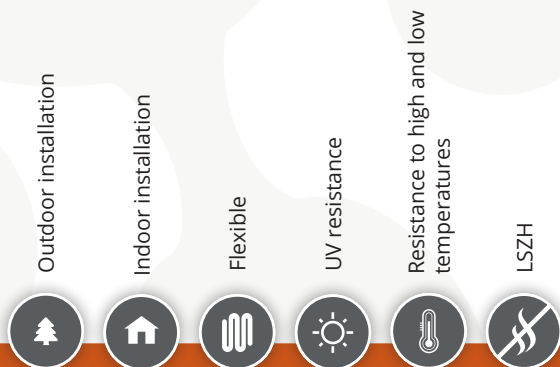 Outdoor installation
Indoor installation
Flexible
UV resistance
Resistance to high and low
temperatures
LSZH